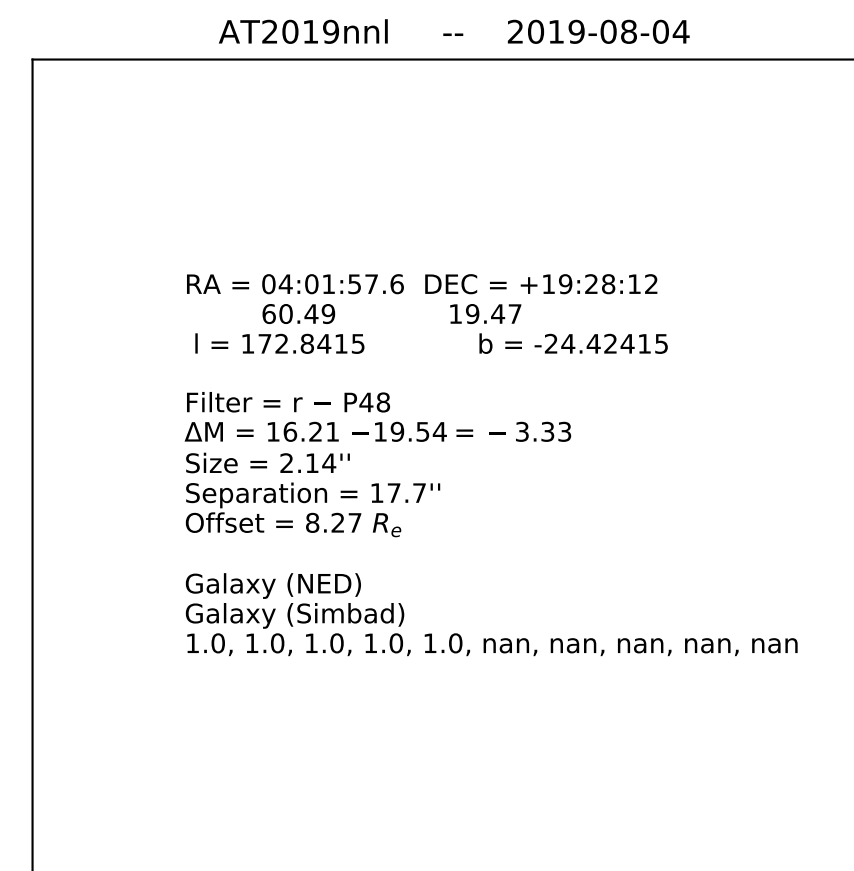 AT2019nnl -- 2019-08-04
RA = 04:01:57.6 DEC = +19:28:12
60.49 19.47
l = 172.8415 b = -24.42415
Filter = r − P48
ΔM = 16.21 −19.54 = − 3.33
Size = 2.14''
Separation = 17.7''
Offset = 8.27 Rₑ
Galaxy (NED)
Galaxy (Simbad)
1.0, 1.0, 1.0, 1.0, 1.0, nan, nan, nan, nan, nan